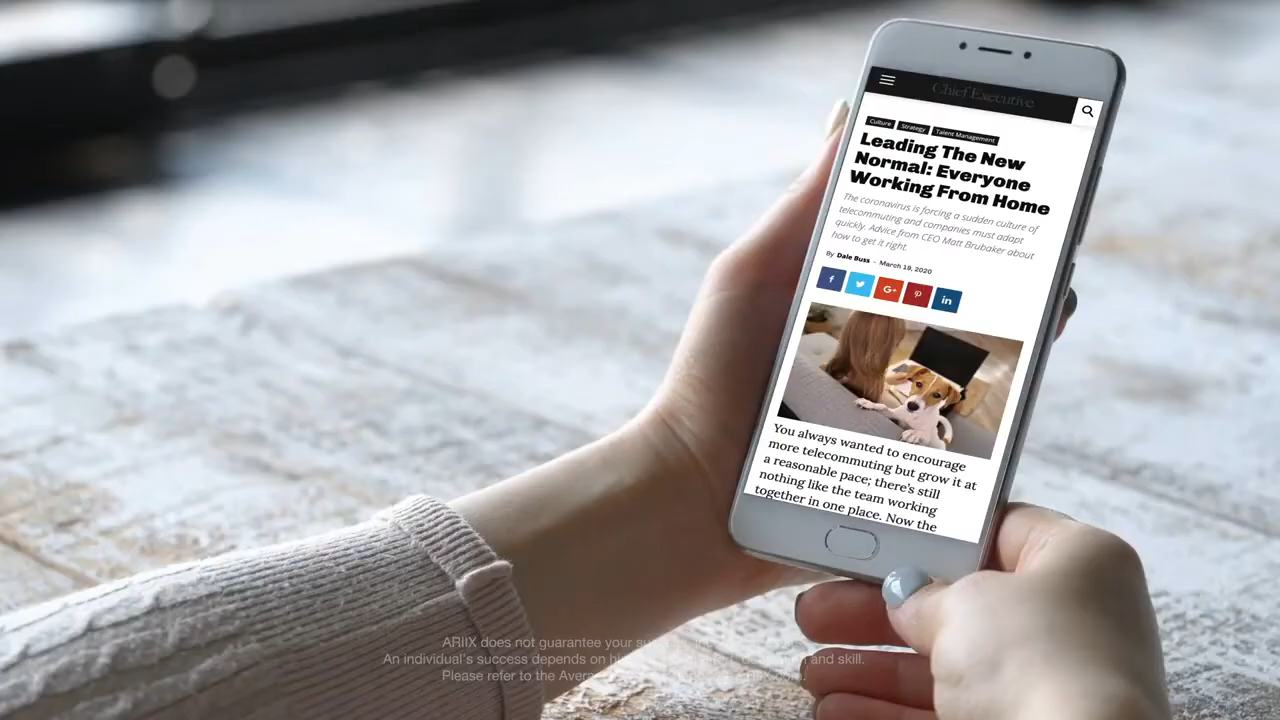 Chief Executive
Culture Strategy Talent Management
Leading The New
Normal: Everyone
Working From Home
The coronavirus is forcing a sudden culture of
telecommuting and companies must adapt
quickly. Advice from CEO Matt Brubaker about
how to get it right.
By Dale Buss - March 19, 2020
f G+ in
You always wanted to encourage
more telecommuting but grow it at
a reasonable pace; there's still
nothing like the team working
together in one place. Now the
ARIIX does not guarantee your
An individual's success depends on and skill.
Please refer to the